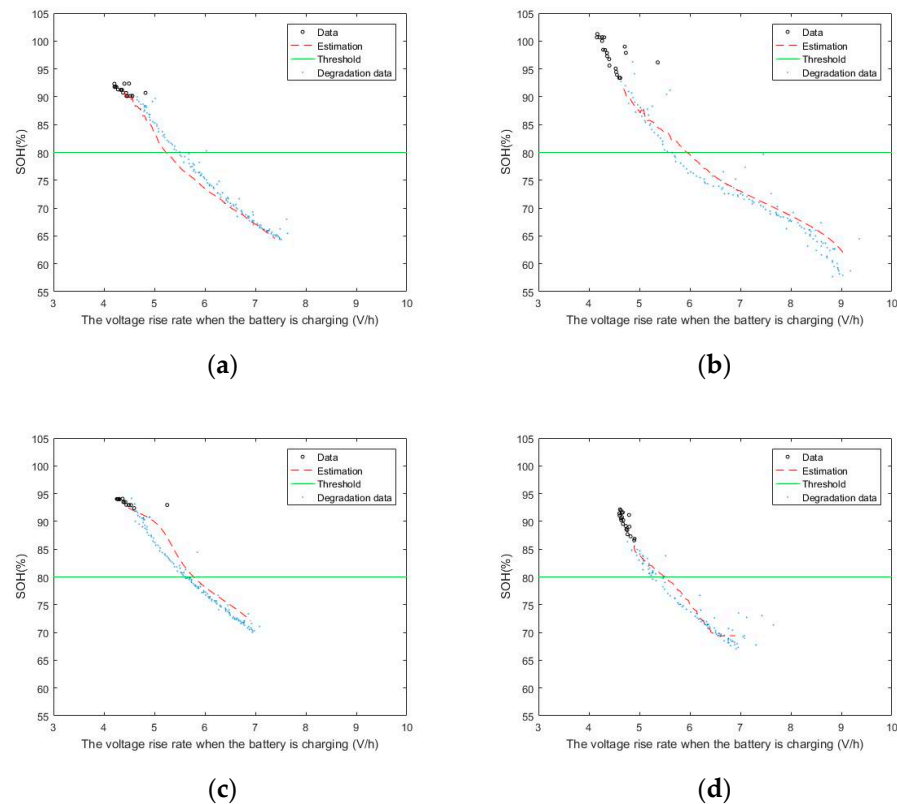 105
100
95
90
85
80
75
70
65
60
55
SOH(%)
Data
Estimation
Threshold
Degradation data
3 4 5 6 7 8 9 10
The voltage rise rate when the battery is charging (V/h)
(a)
105
100
95
90
85
80
75
70
65
60
55
SOH(%)
Data
Estimation
Threshold
Degradation data
3 4 5 6 7 8 9 10
The voltage rise rate when the battery is charging (V/h)
(b)
105
100
95
90
85
80
75
70
65
60
55
SOH(%)
Data
Estimation
Threshold
Degradation data
3 4 5 6 7 8 9 10
The voltage rise rate when the battery is charging (V/h)
(c)
105
100
95
90
85
80
75
70
65
60
55
SOH(%)
Data
Estimation
Threshold
Degradation data
3 4 5 6 7 8 9 10
The voltage rise rate when the battery is charging (V/h)
(d)